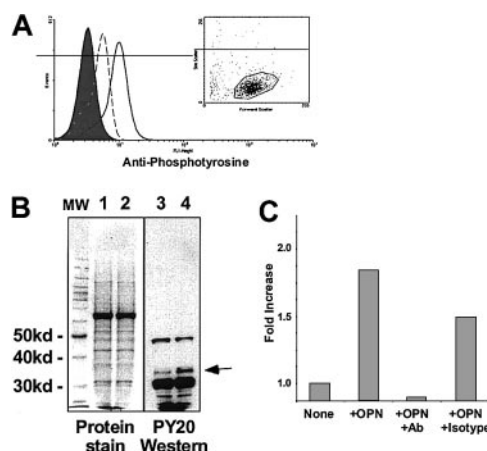 A
Anti-Phosphotyrosine
B
MW 1 2 3 4
50kd -
40kd -
30kd -
Protein stain
PY20 Western
C
Fold Increase
2.0
1.5
1.0
None
+OPN
+OPN +Ab
+OPN +Isotype